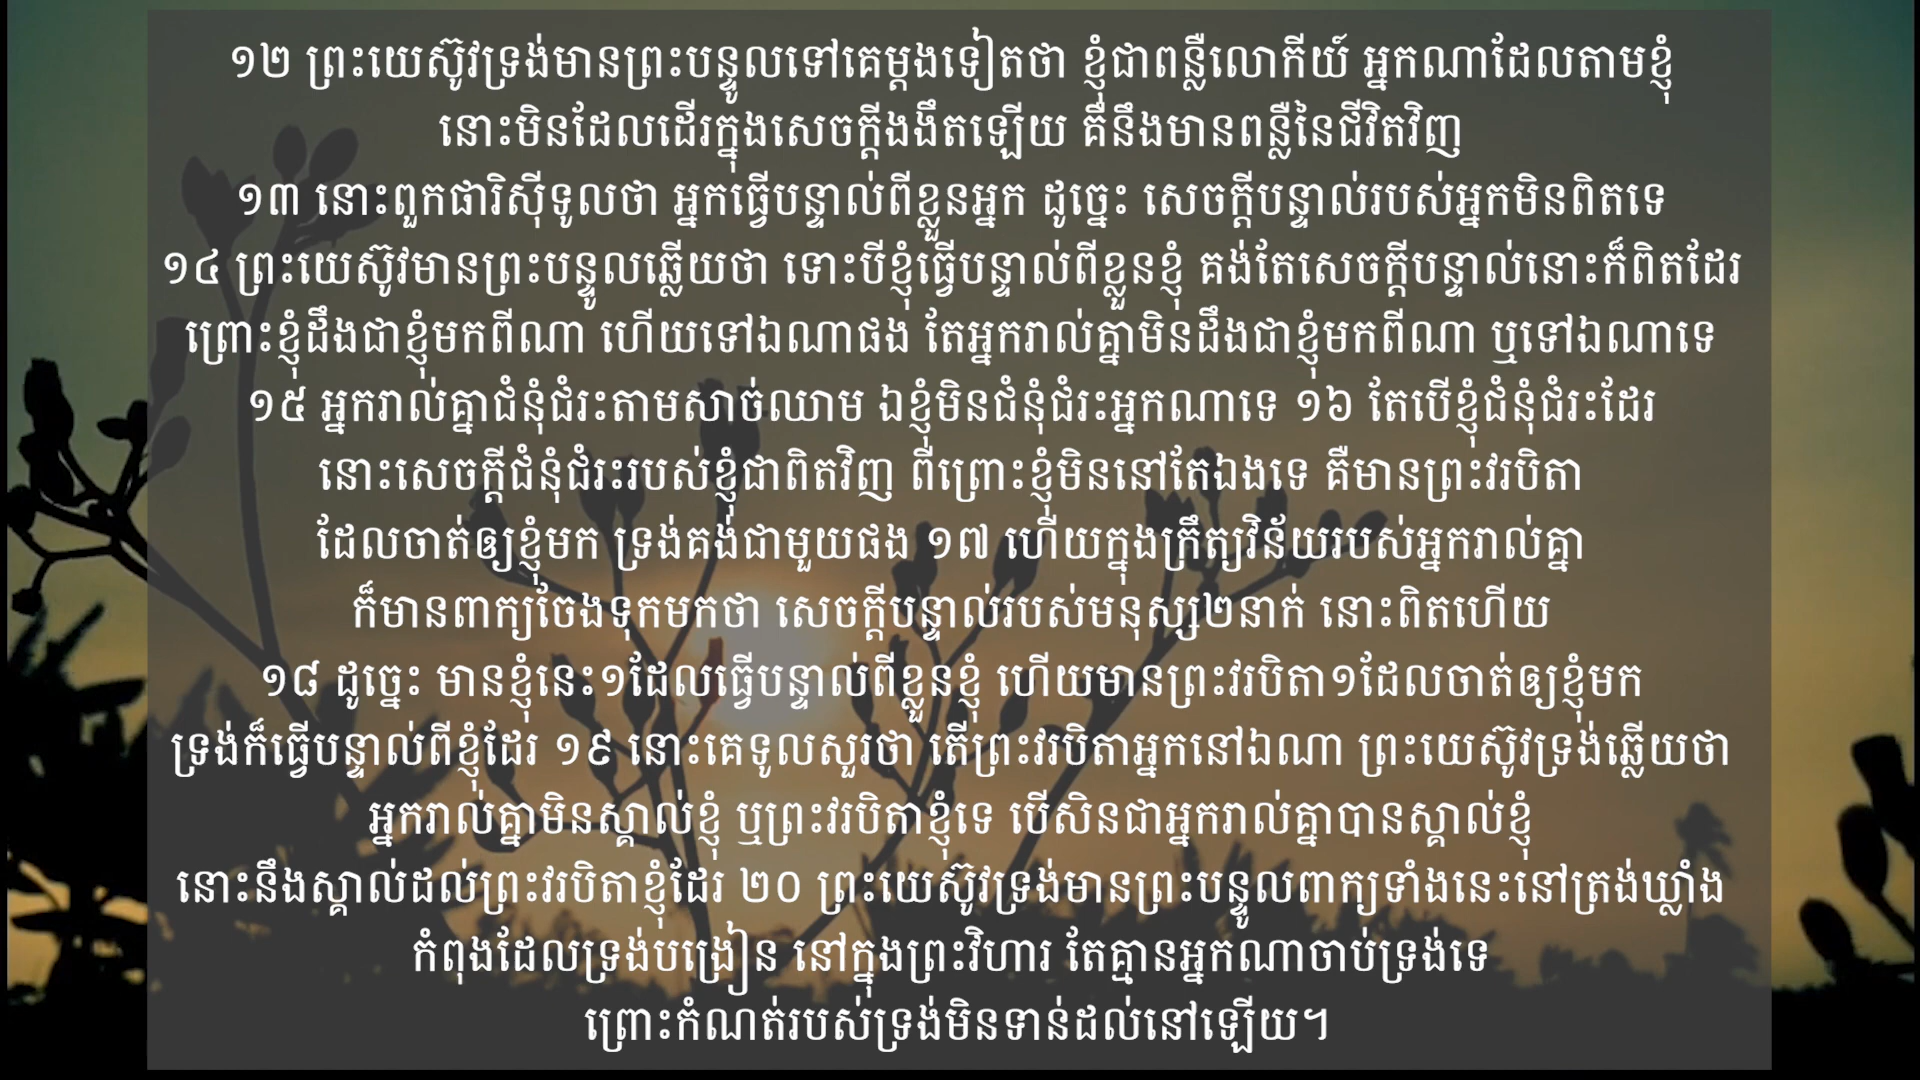 ១២ ព្រះយេស៊ូវទ្រង់មានព្រះបន្ទូលទៅគេម្តងទៀតថា ខ្ញុំជាពន្លឺលោកីយ៍ អ្នកណាដែលតាមខ្ញុំ
នោះមិនដែលដើរក្នុងសេចក្តីងងឹតឡើយ គឺនឹងមានពន្លឺនៃជីវិតវិញ
១៣ នោះពួកផារិស៊ីទូលថា អ្នកធ្វើបន្ទាល់ពីខ្លួនអ្នក ដូច្នេះ សេចក្តីបន្ទាល់របស់អ្នកមិនពិតទេ
១៤ ព្រះយេស៊ូវមានព្រះបន្ទូលឆ្លើយថា ទោះបីខ្ញុំធ្វើបន្ទាល់ពីខ្លួនខ្ញុំ គង់តែសេចក្តីបន្ទាល់នោះក៏ពិតដែរ
ព្រោះខ្ញុំដឹងជាខ្ញុំមកពីណា ហើយទៅឯណាផង តែអ្នករាល់គ្នាមិនដឹងជាខ្ញុំមកពីណា ឬទៅឯណាទេ
១៥ អ្នករាល់គ្នាជំនុំជំរះតាមសាច់ឈាម ឯខ្ញុំមិនជំនុំជំរះអ្នកណាទេ ១៦ តែបើខ្ញុំជំនុំជំរះដែរ
នោះសេចក្តីជំនុំជំរះរបស់ខ្ញុំជាពិតវិញ ពីព្រោះខ្ញុំមិននៅតែឯងទេ គឺមានព្រះវរបិតា
ដែលចាត់ឲ្យខ្ញុំមក ទ្រង់គង់ជាមួយផង ១៧ ហើយក្នុងក្រឹត្យវិន័យរបស់អ្នករាល់គ្នា
ក៏មានពាក្យចែងទុកមកថា សេចក្តីបន្ទាល់របស់មនុស្ស២នាក់ នោះពិតហើយ
១៨ ដូច្នេះ មានខ្ញុំនេះ១ដែលធ្វើបន្ទាល់ពីខ្លួនខ្ញុំ ហើយមានព្រះវរបិតា១ដែលចាត់ឲ្យខ្ញុំមក
ទ្រង់ក៏ធ្វើបន្ទាល់ពីខ្ញុំដែរ ១៩ នោះគេទូលសួរថា តើព្រះវរបិតាអ្នកនៅឯណា ព្រះយេស៊ូវទ្រង់ឆ្លើយថា
អ្នករាល់គ្នាមិនស្គាល់ខ្ញុំ ឬព្រះវរបិតាខ្ញុំទេ បើសិនជាអ្នករាល់គ្នាបានស្គាល់ខ្ញុំ
នោះនឹងស្គាល់ដល់ព្រះវរបិតាខ្ញុំដែរ ២០ ព្រះយេស៊ូវទ្រង់មានព្រះបន្ទូលពាក្យទាំងនេះនៅត្រង់ឃ្លាំង
កំពុងដែលទ្រង់បង្រៀន នៅក្នុងព្រះវិហារ តែគ្មានអ្នកណាចាប់ទ្រង់ទេ
ព្រោះកំណត់របស់ទ្រង់មិនទាន់ដល់នៅឡើយ។